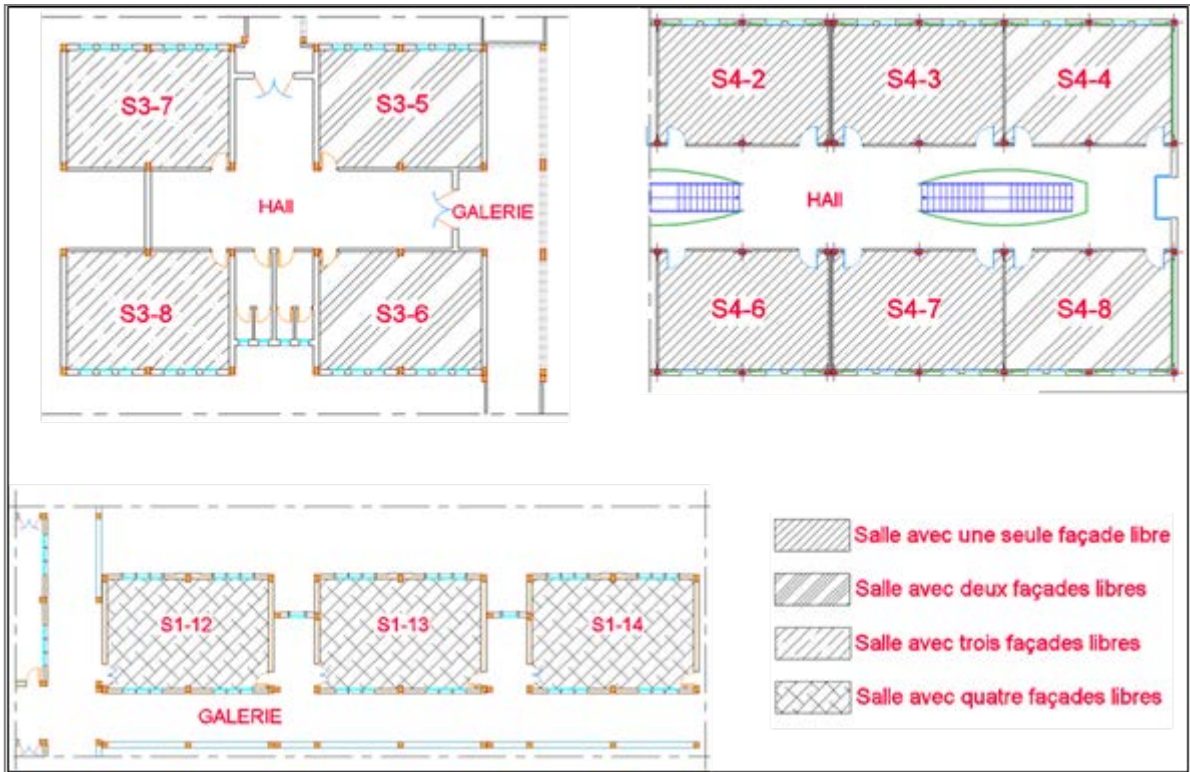 S3-7
S3-5
HAll
GALERIE
S3-8
S3-6
S4-2
S4-3
S4-4
HAll
S4-6
S4-7
S4-8
S1-12
S1-13
S1-14
GALERIE
Salle avec une seule façade libre
Salle avec deux façades libres
Salle avec trois façades libres
Salle avec quatre façades libres